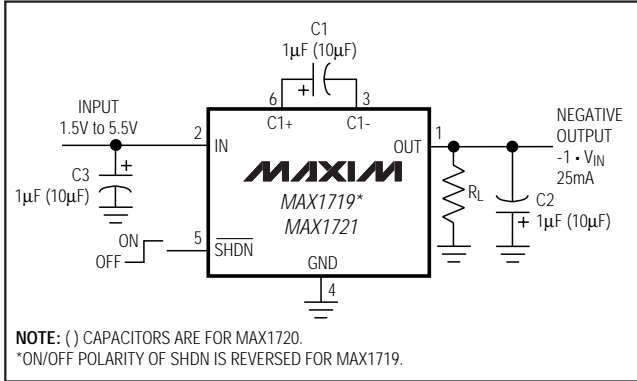 C1
1µF (10µF)
+
6
3
INPUT
1.5V to 5.5V
C1+
C1-
NEGATIVE
OUTPUT
-1 • VIN
25mA
2
IN
OUT
1
+
C3
1µF (10µF)
MAXIM
MAX1719*
MAX1721
RL
C2
+ 1µF (10µF)
ON
OFF
5
SHDN
GND
4
NOTE: ( ) CAPACITORS ARE FOR MAX1720.
*ON/OFF POLARITY OF SHDN IS REVERSED FOR MAX1719.